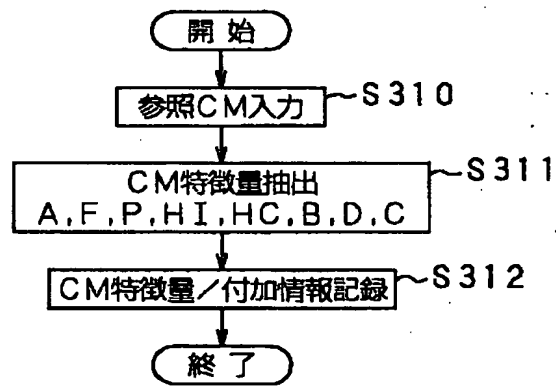 開始
参照CM入力
S310
CM特徴量抽出
A,F,P,HI,HC,B,D,C
S311
CM特徴量/付加情報記録
S312
終了